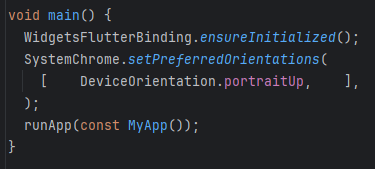 void main() {
  WidgetsFlutterBinding.ensureInitialized();
  SystemChrome.setPreferredOrientations(
    [    DeviceOrientation.portraitUp,    ],
  );
  runApp(const MyApp());
}